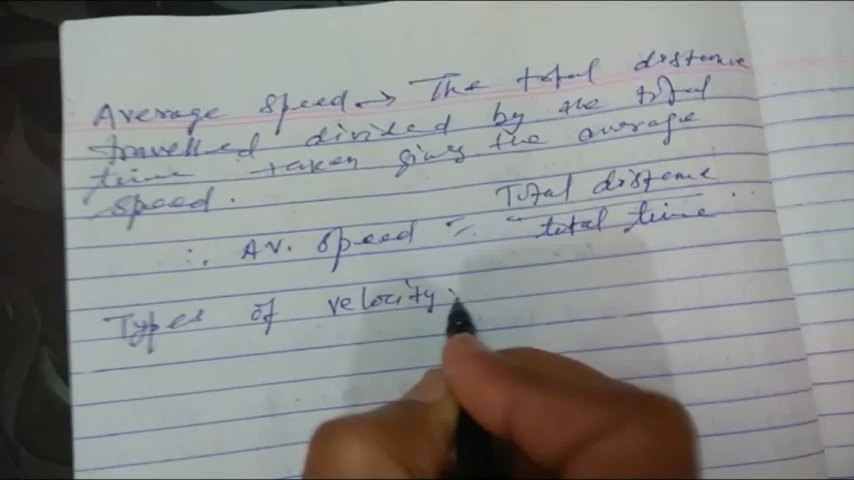 Average speed → The total distance
travelled divided by the total
time taken gives the average
speed.
∴ Av. speed = Total distance
total time
Types of velocity: